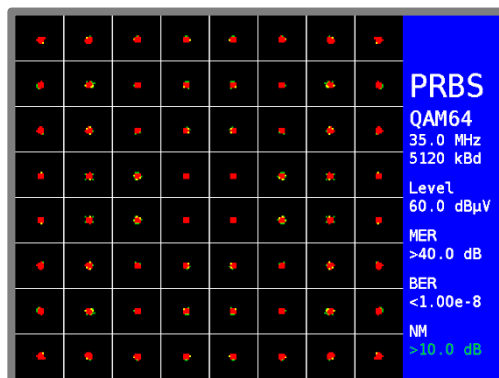 PRBS
QAM64
35.0 MHz
5120 kBd
Level
60.0 dBµV
MER
>40.0 dB
BER
<1.00e-8
NM
>10.0 dB